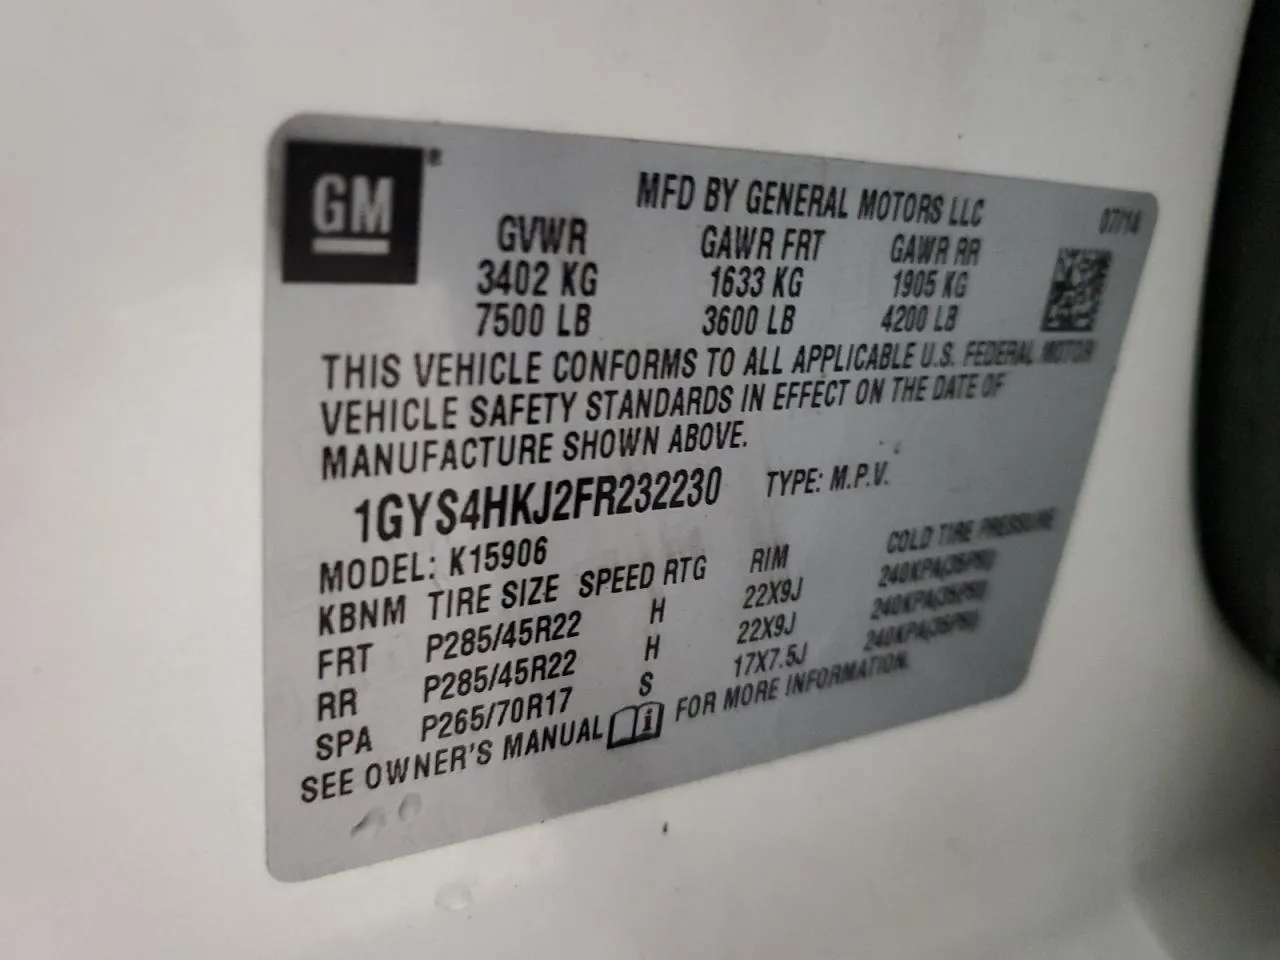 GM®
MFD BY GENERAL MOTORS LLC 07/14
GVWR GAWR FRT GAWR RR
3402 KG 1633 KG 1905 KG
7500 LB 3600 LB 4200 LB
THIS VEHICLE CONFORMS TO ALL APPLICABLE U.S. FEDERAL MOTOR
VEHICLE SAFETY STANDARDS IN EFFECT ON THE DATE OF
MANUFACTURE SHOWN ABOVE.
1GYS4HKJ2FR232230 TYPE: M.P.V.
MODEL: K15906
KBNM TIRE SIZE SPEED RTG RIM COLD TIRE PRESSURE
FRT P285/45R22 H 22X9J 240KPA(35PSI)
RR P285/45R22 H 22X9J 240KPA(35PSI)
SPA P265/70R17 S 17X7.5J 240KPA(35PSI)
SEE OWNER'S MANUAL i FOR MORE INFORMATION.